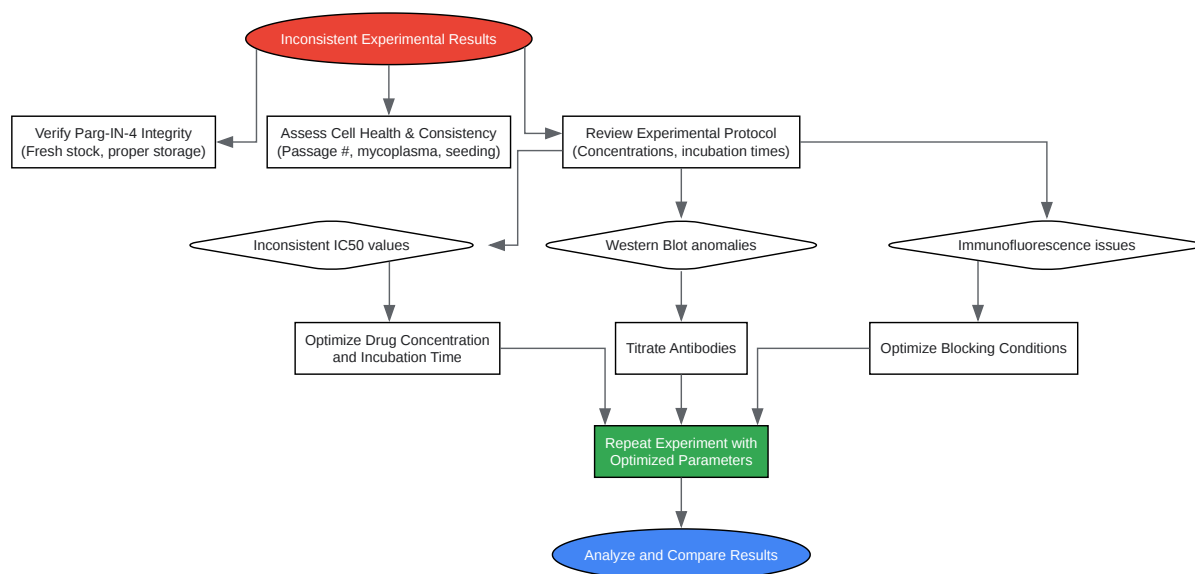 Inconsistent Experimental Results
Verify Parg-IN-4 Integrity
(Fresh stock, proper storage)
Assess Cell Health & Consistency
(Passage #, mycoplasma, seeding)
Review Experimental Protocol
(Concentrations, incubation times)
Inconsistent IC50 values
Western Blot anomalies
Immunofluorescence issues
Optimize Drug Concentration
and Incubation Time
Titrate Antibodies
Optimize Blocking Conditions
Repeat Experiment with
Optimized Parameters
Analyze and Compare Results